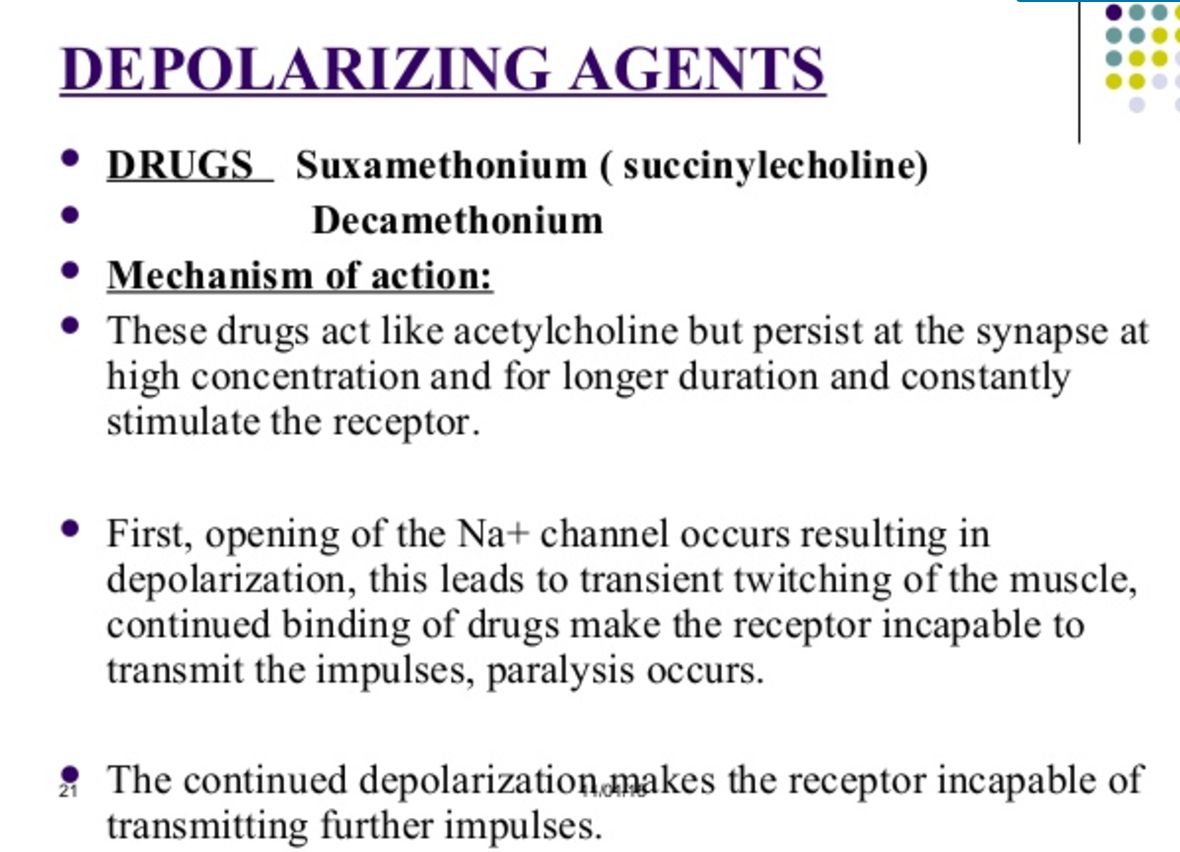 DEPOLARIZING AGENTS
DRUGS Suxamethonium ( succinylecholine)
Decamethonium
Mechanism of action:
These drugs act like acetylcholine but persist at the synapse at
high concentration and for longer duration and constantly
stimulate the receptor.
First, opening of the Na+ channel occurs resulting in
depolarization, this leads to transient twitching of the muscle,
continued binding of drugs make the receptor incapable to
transmit the impulses, paralysis occurs.
The continued depolarization makes the receptor incapable of
transmitting further impulses.
21